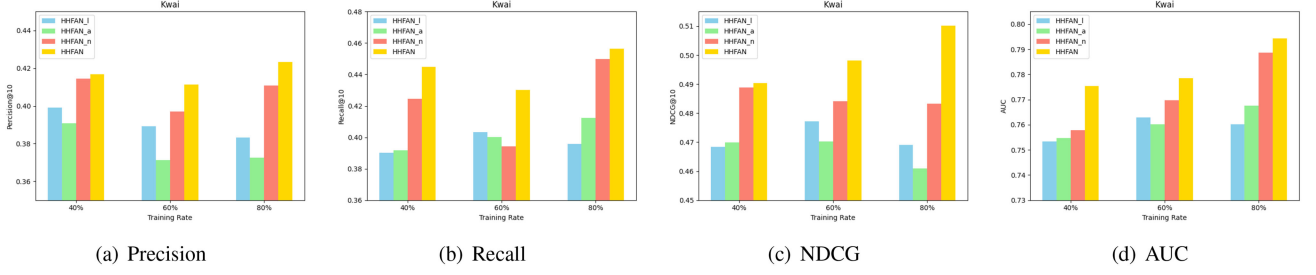 Kwai
HHFAN_l
HHFAN_a
HHFAN_n
HHFAN
Percision@10
0.44
0.42
0.40
0.38
0.36
40%
60%
80%
Training Rate
(a) Precision
Kwai
HHFAN_l
HHFAN_a
HHFAN_n
HHFAN
Recall@10
0.48
0.46
0.44
0.42
0.40
0.38
0.36
40%
60%
80%
Training Rate
(b) Recall
Kwai
HHFAN_l
HHFAN_a
HHFAN_n
HHFAN
NDCG@10
0.51
0.50
0.49
0.48
0.47
0.46
0.45
40%
60%
80%
Training Rate
(c) NDCG
Kwai
HHFAN_l
HHFAN_a
HHFAN_n
HHFAN
AUC
0.80
0.79
0.78
0.77
0.76
0.75
0.74
0.73
40%
60%
80%
Training Rate
(d) AUC